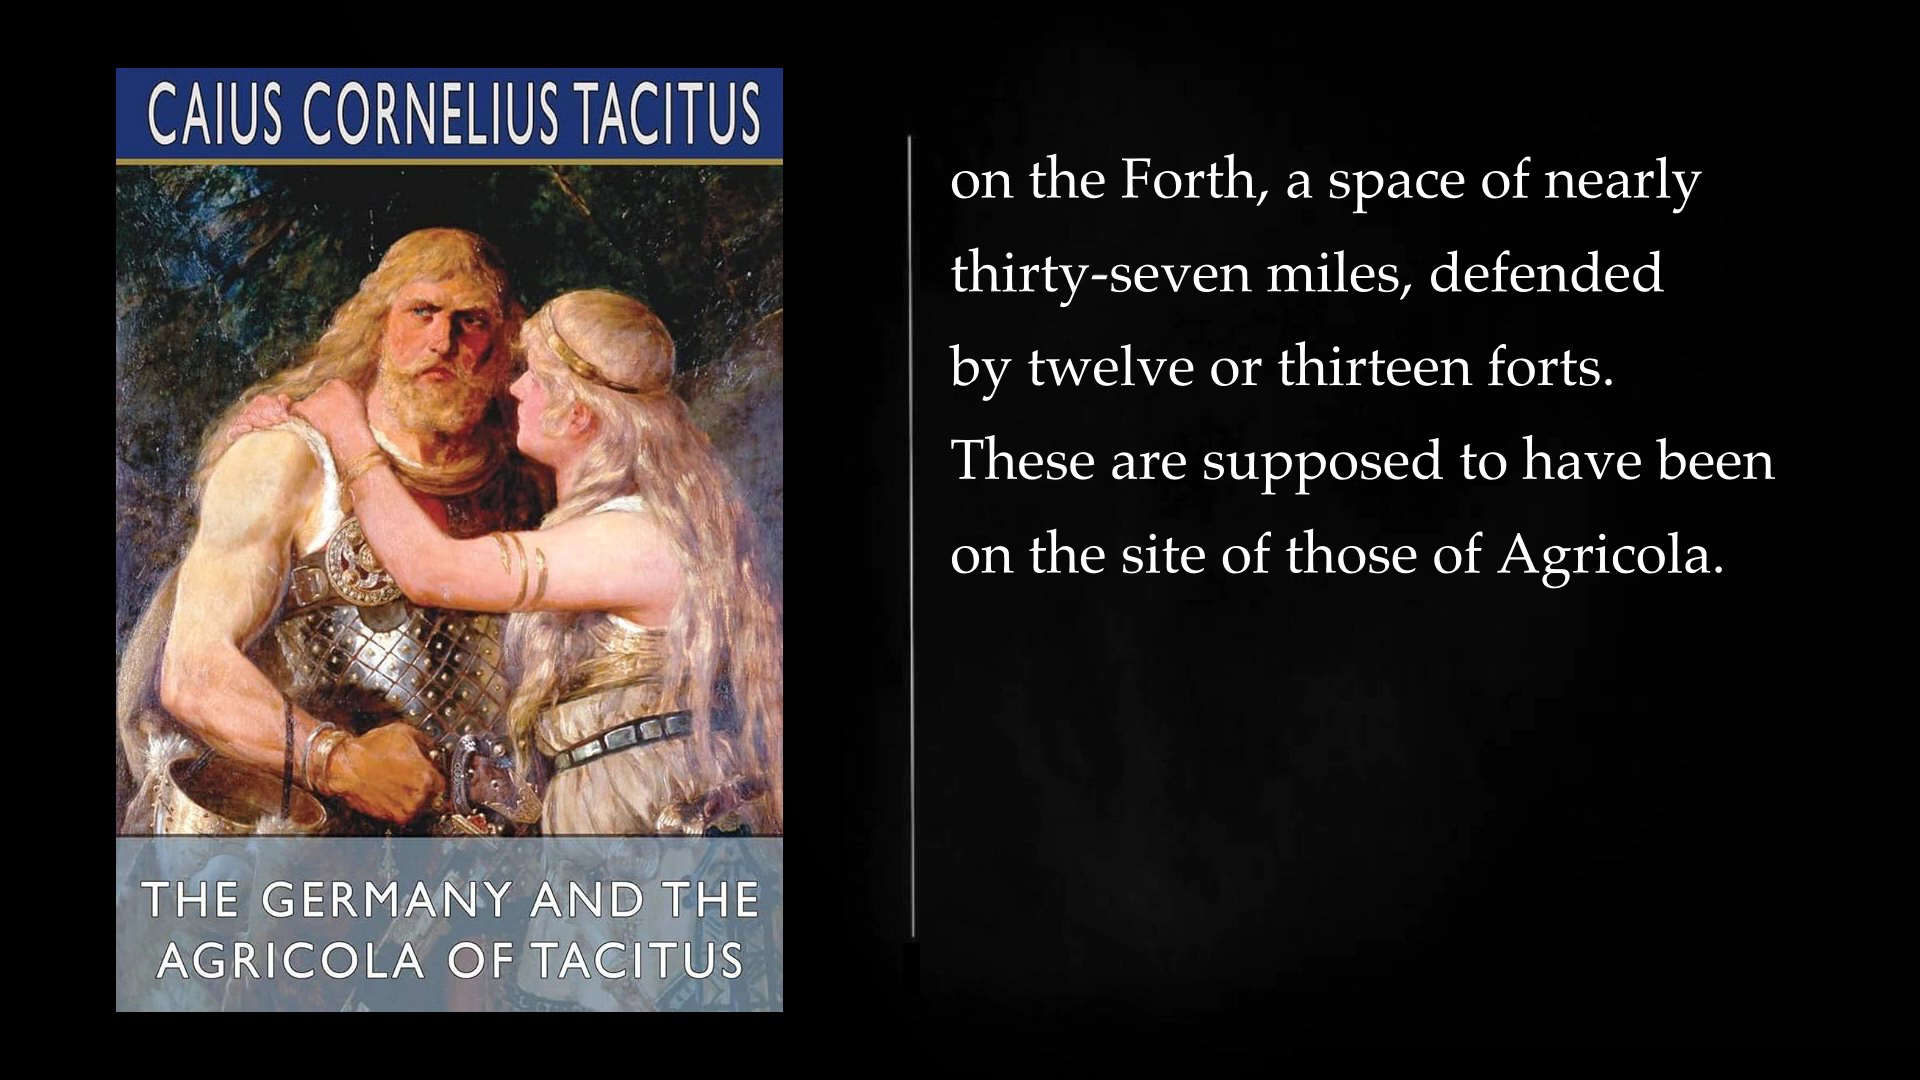 CAIUS CORNELIUS TACITUS
THE GERMANY AND THE
AGRICOLA OF TACITUS
on the Forth, a space of nearly
thirty-seven miles, defended
by twelve or thirteen forts.
These are supposed to have been
on the site of those of Agricola.